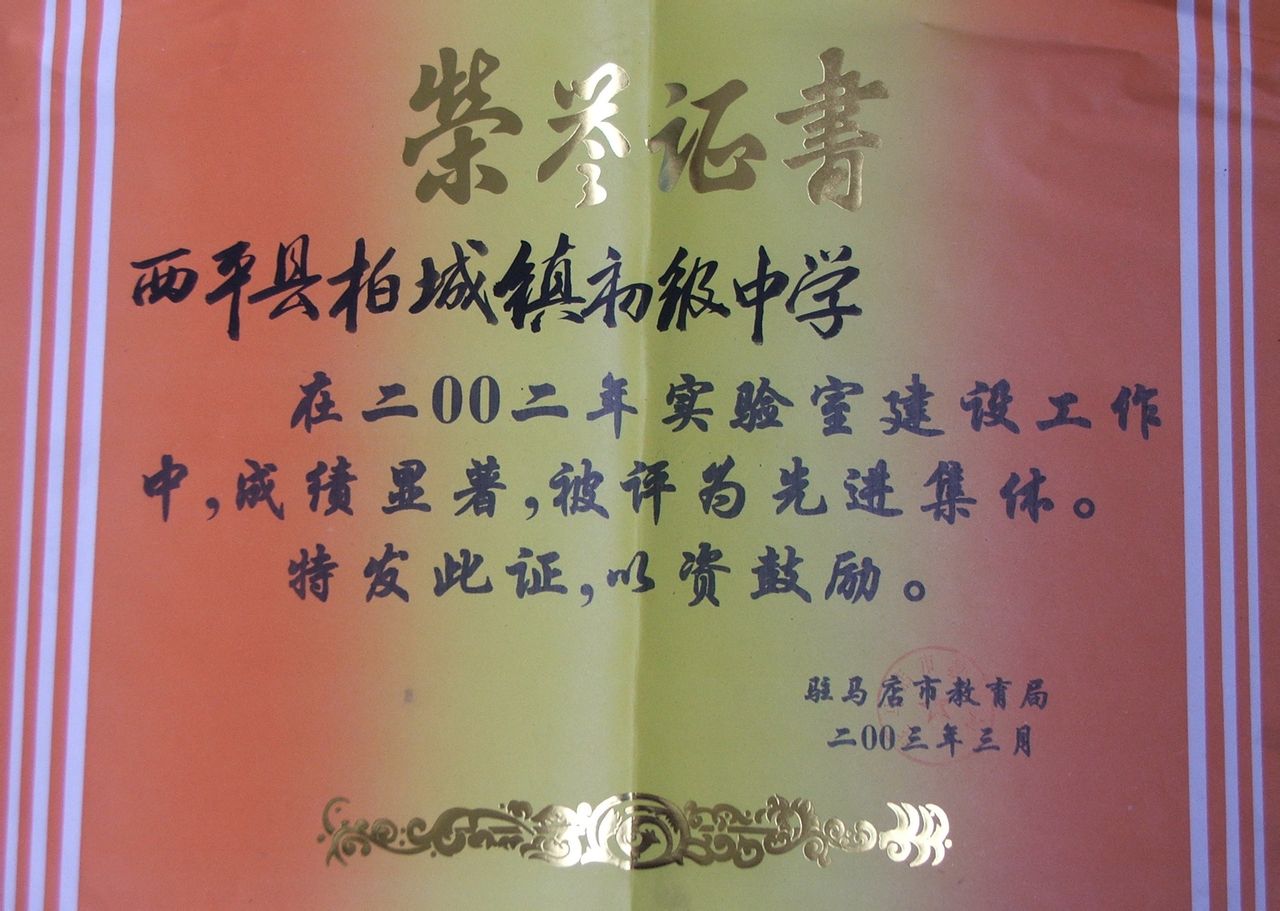 荣誉证书
西平县柏城镇初级中学
在二00二年实验室建设工作
中,成绩显著,被评为先进集体。
特发此证,以资鼓励。
驻马店市教育局
二00三年三月